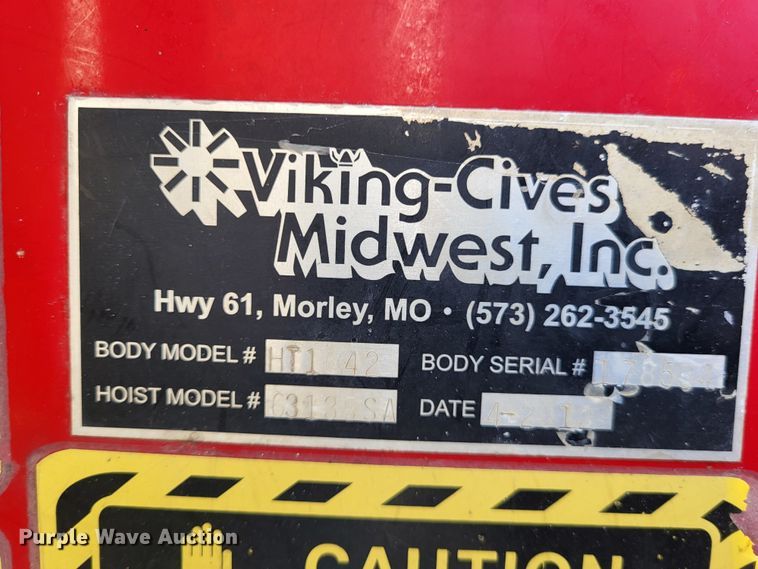 Viking-Cives
Midwest, Inc.
Hwy 61, Morley, MO • (573) 262-3545
BODY MODEL #
BODY SERIAL #
HOIST MODEL #
DATE
Purple Wave Auction
CAUTION